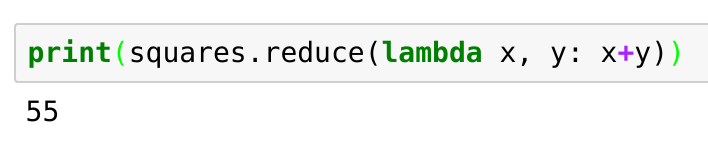 print(squares.reduce(lambda x, y: x+y))
55